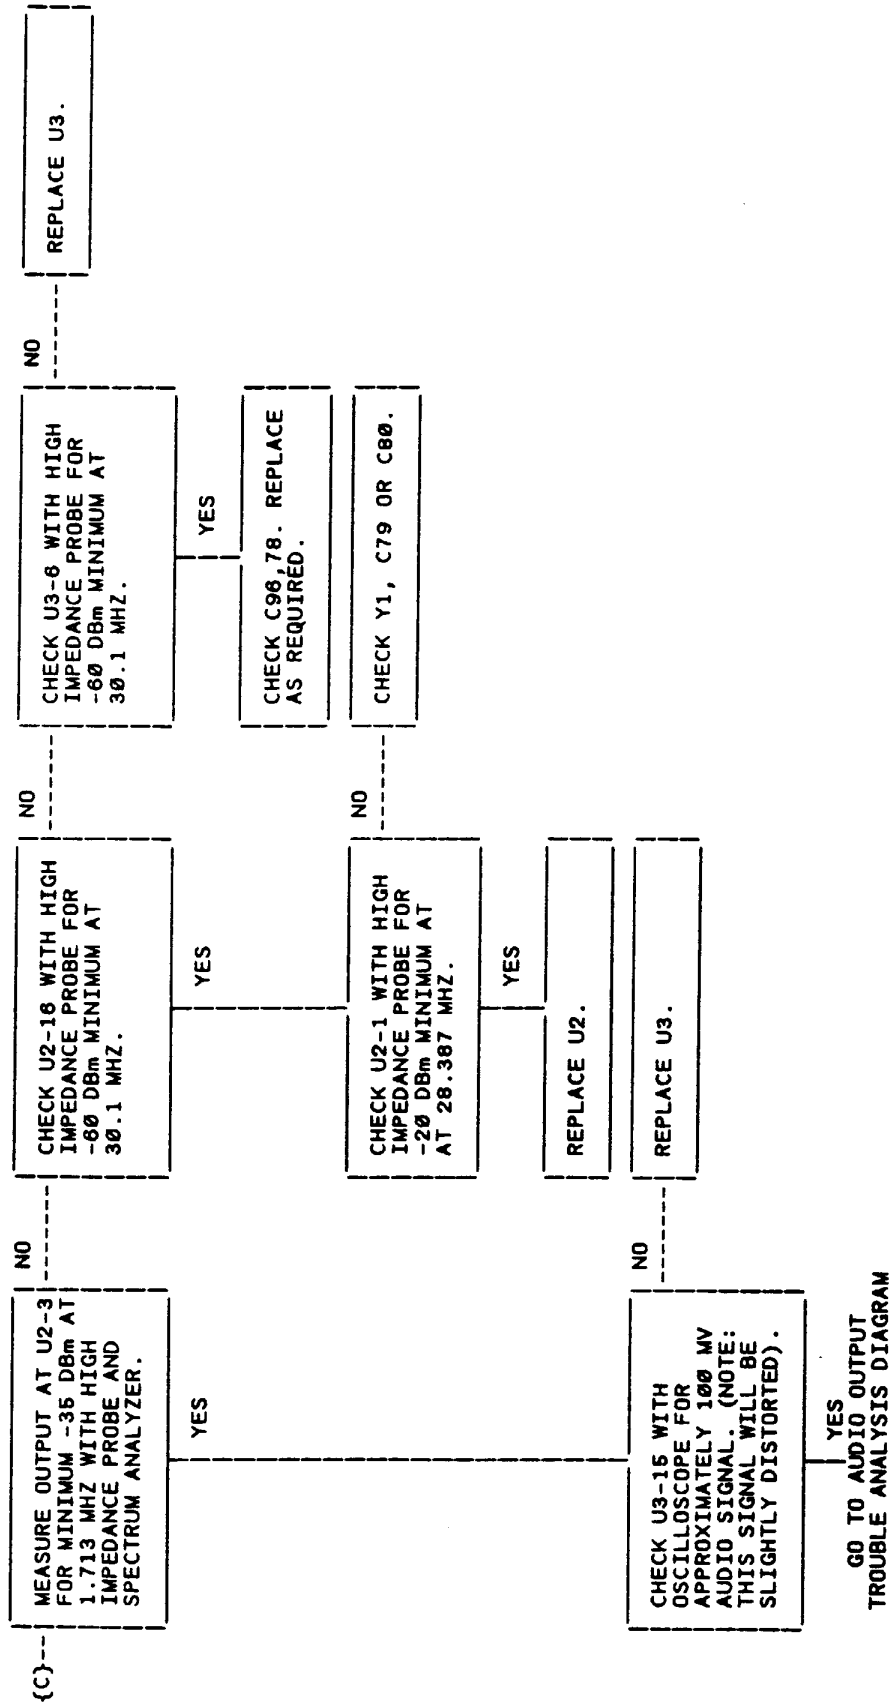 {C}--
MEASURE OUTPUT AT U2-3
FOR MINIMUM -35 DBm AT
1.713 MHZ WITH HIGH
IMPEDANCE PROBE AND
SPECTRUM ANALYZER.
NO
CHECK U2-16 WITH HIGH
IMPEDANCE PROBE FOR
-60 DBm MINIMUM AT
30.1 MHZ.
NO
CHECK U3-6 WITH HIGH
IMPEDANCE PROBE FOR
-60 DBm MINIMUM AT
30.1 MHZ.
NO
REPLACE U3.
YES
YES
YES
CHECK C96,78. REPLACE
AS REQUIRED.
CHECK U2-1 WITH HIGH
IMPEDANCE PROBE FOR
-20 DBm MINIMUM AT
AT 28.387 MHZ.
NO
CHECK Y1, C79 OR C80.
YES
REPLACE U2.
CHECK U3-15 WITH
OSCILLOSCOPE FOR
APPROXIMATELY 100 MV
AUDIO SIGNAL. (NOTE:
THIS SIGNAL WILL BE
SLIGHTLY DISTORTED).
NO
REPLACE U3.
YES
GO TO AUDIO OUTPUT
TROUBLE ANALYSIS DIAGRAM